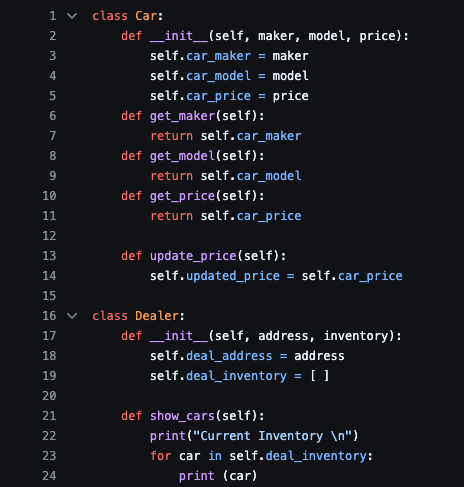 1 class Car:
2     def __init__(self, maker, model, price):
3         self.car_maker = maker
4         self.car_model = model
5         self.car_price = price
6     def get_maker(self):
7         return self.car_maker
8     def get_model(self):
9         return self.car_model
10     def get_price(self):
11         return self.car_price
12
13     def update_price(self):
14         self.updated_price = self.car_price
15
16 class Dealer:
17     def __init__(self, address, inventory):
18         self.deal_address = address
19         self.deal_inventory = [ ]
20
21     def show_cars(self):
22         print("Current Inventory \n")
23         for car in self.deal_inventory:
24             print (car)